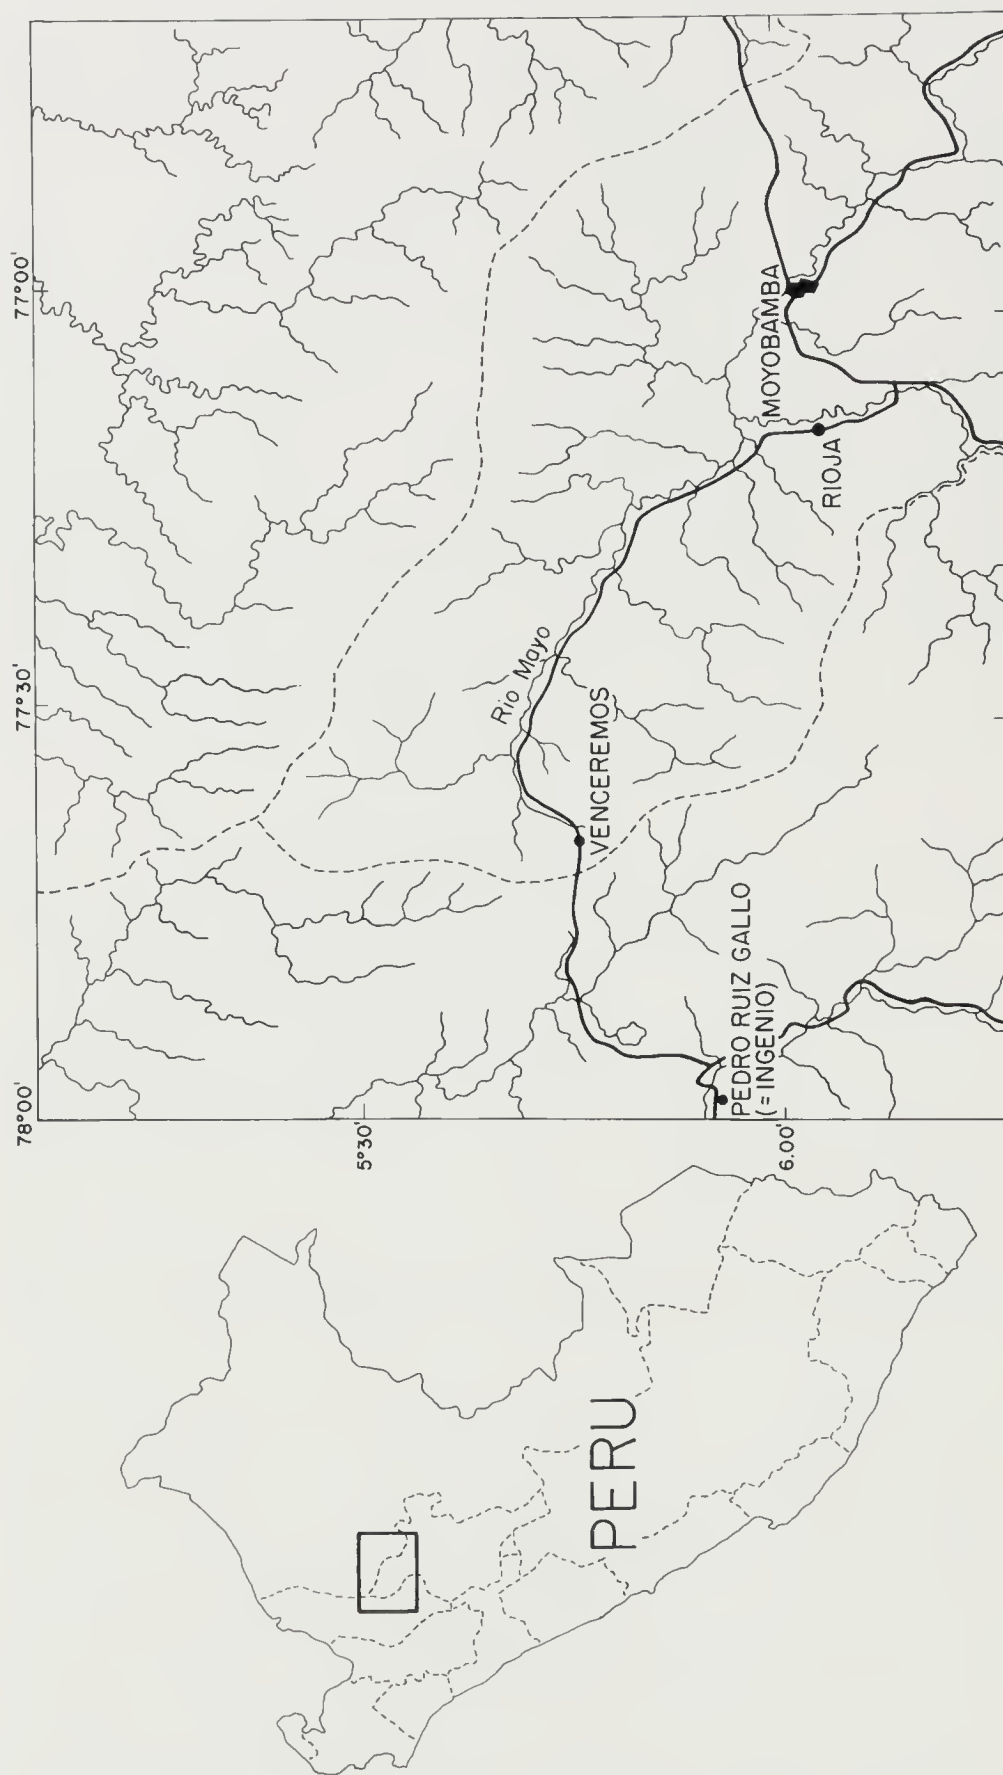 PERU
78°00'
77°30'
77°00'
5°30'
6.00'
Rio Mayo
VENCEREMOS
MOYOBAMBA
RIOJA
PEDRO RUIZ GALLO
(= INGENIO)